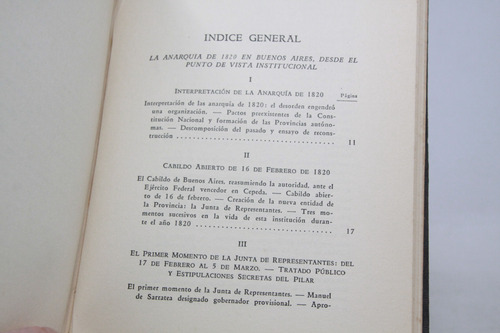 INDICE GENERAL
LA ANARQUIA DE 1820 EN BUENOS AIRES, DESDE EL
PUNTO DE VISTA INSTITUCIONAL
I
INTERPRETACIÓN DE LA ANARQUÍA DE 1820
Página
Interpretación de las anarquía de 1820: el desorden engendró
una organización. — Pactos preexistentes de la Cons-
titución Nacional y formación de las Provincias autóno-
mas. — Descomposición del pasado y ensayo de recons-
trucción 11
II
CABILDO ABIERTO DE 16 DE FEBRERO DE 1820
El Cabildo de Buenos Aires, reasumiendo la autoridad, ante el
Ejército Federal vencedor en Cepeda. — Cabildo abier-
to de 16 de febrero. — Creación de la nueva entidad de
la Provincia: la Junta de Representantes. — Tres mo-
mentos sucesivos en la vida de esta institución duran-
te el año 1820 17
III
EL PRIMER MOMENTO DE LA JUNTA DE REPRESENTANTES: DEL
17 DE FEBRERO AL 5 DE MARZO. — TRATADO PÚBLICO
Y ESTIPULACIONES SECRETAS DEL PILAR
El primer momento de la Junta de Representantes. — Manuel
de Sarratea designado gobernador provisional. — Apro-